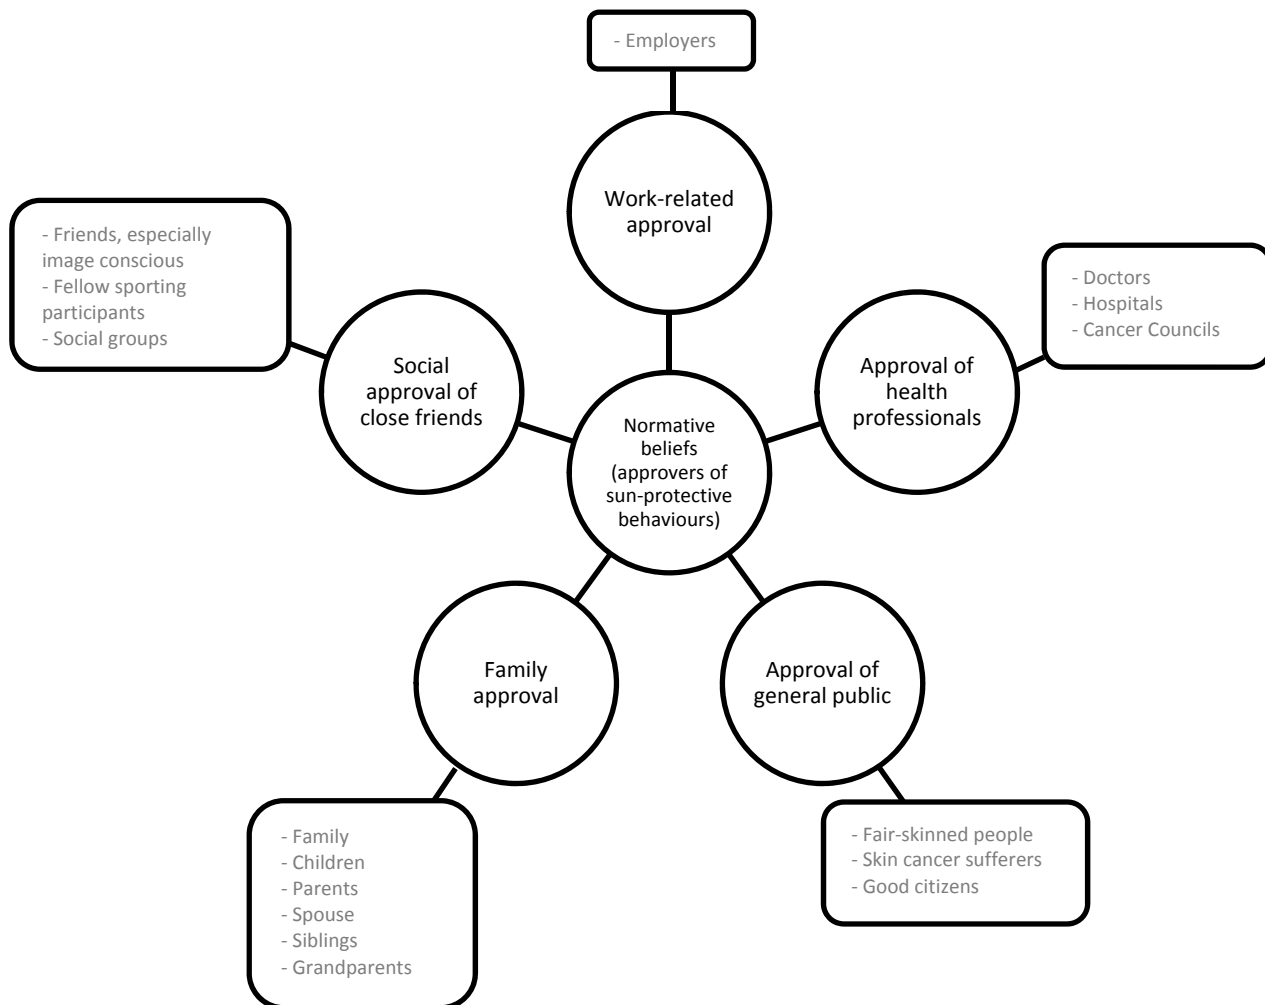 - Employers
Work-related
approval
- Friends, especially
image conscious
- Fellow sporting
participants
- Social groups
- Doctors
- Hospitals
- Cancer Councils
Social
approval of
close friends
Approval of
health
professionals
Normative
beliefs
(approvers of
sun-protective
behaviours)
Family
approval
Approval of
general public
- Family
- Children
- Parents
- Spouse
- Siblings
- Grandparents
- Fair-skinned people
- Skin cancer sufferers
- Good citizens